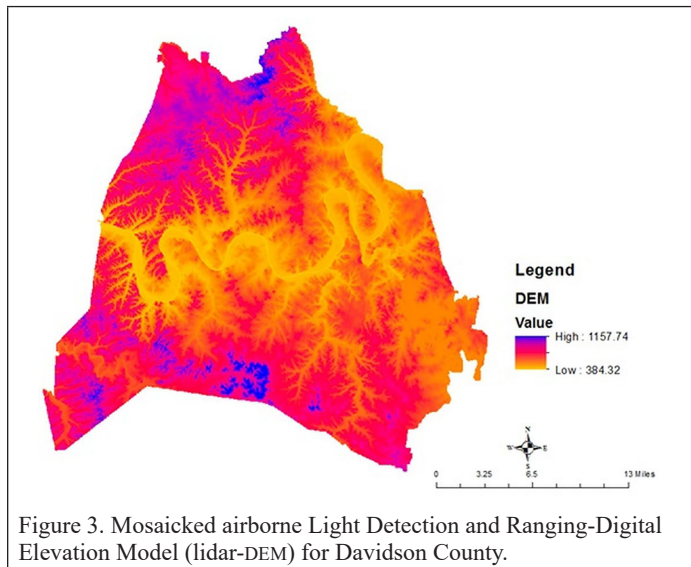 Legend
DEM
Value
High : 1157.74
Low : 384.32
N
W E
S
0 3.25 6.5 13 Miles
Figure 3. Mosaicked airborne Light Detection and Ranging-Digital
Elevation Model (lidar-DEM) for Davidson County.